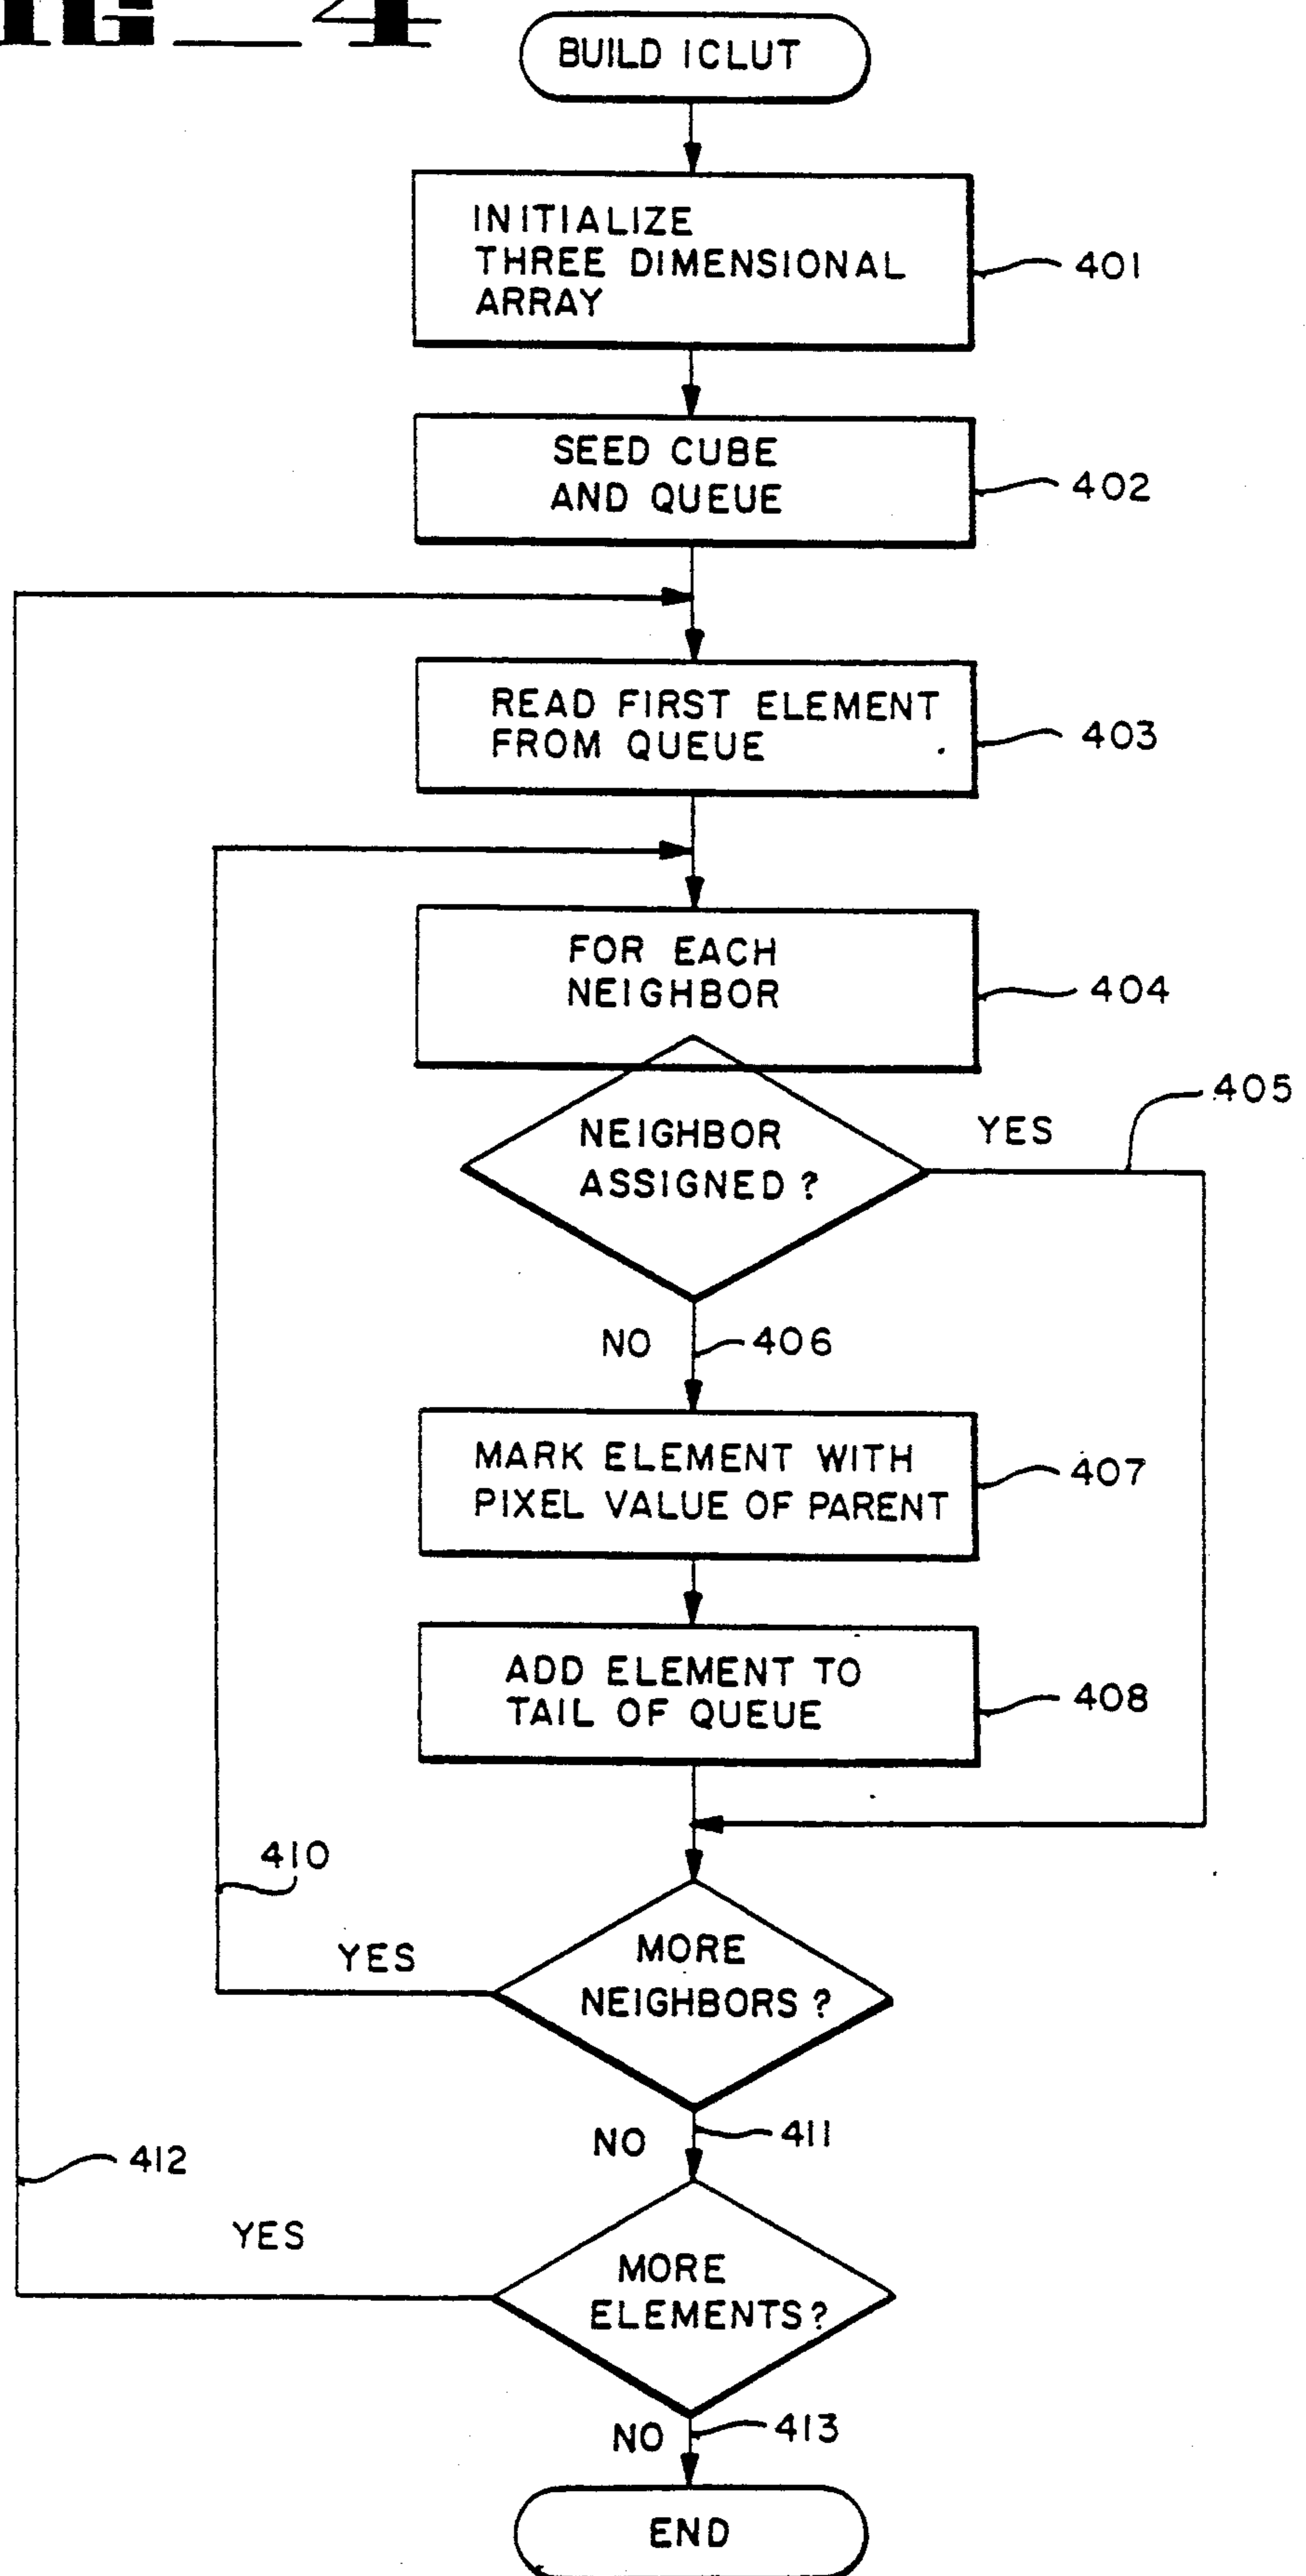 FIG_4
BUILD ICLUT
INITIALIZE
THREE DIMENSIONAL
ARRAY
401
SEED CUBE
AND QUEUE
402
READ FIRST ELEMENT
FROM QUEUE
403
FOR EACH
NEIGHBOR
404
405
YES
NEIGHBOR
ASSIGNED ?
NO
406
MARK ELEMENT WITH
PIXEL VALUE OF PARENT
407
ADD ELEMENT TO
TAIL OF QUEUE
408
410
YES
MORE
NEIGHBORS ?
NO
411
412
YES
MORE
ELEMENTS?
NO
413
END